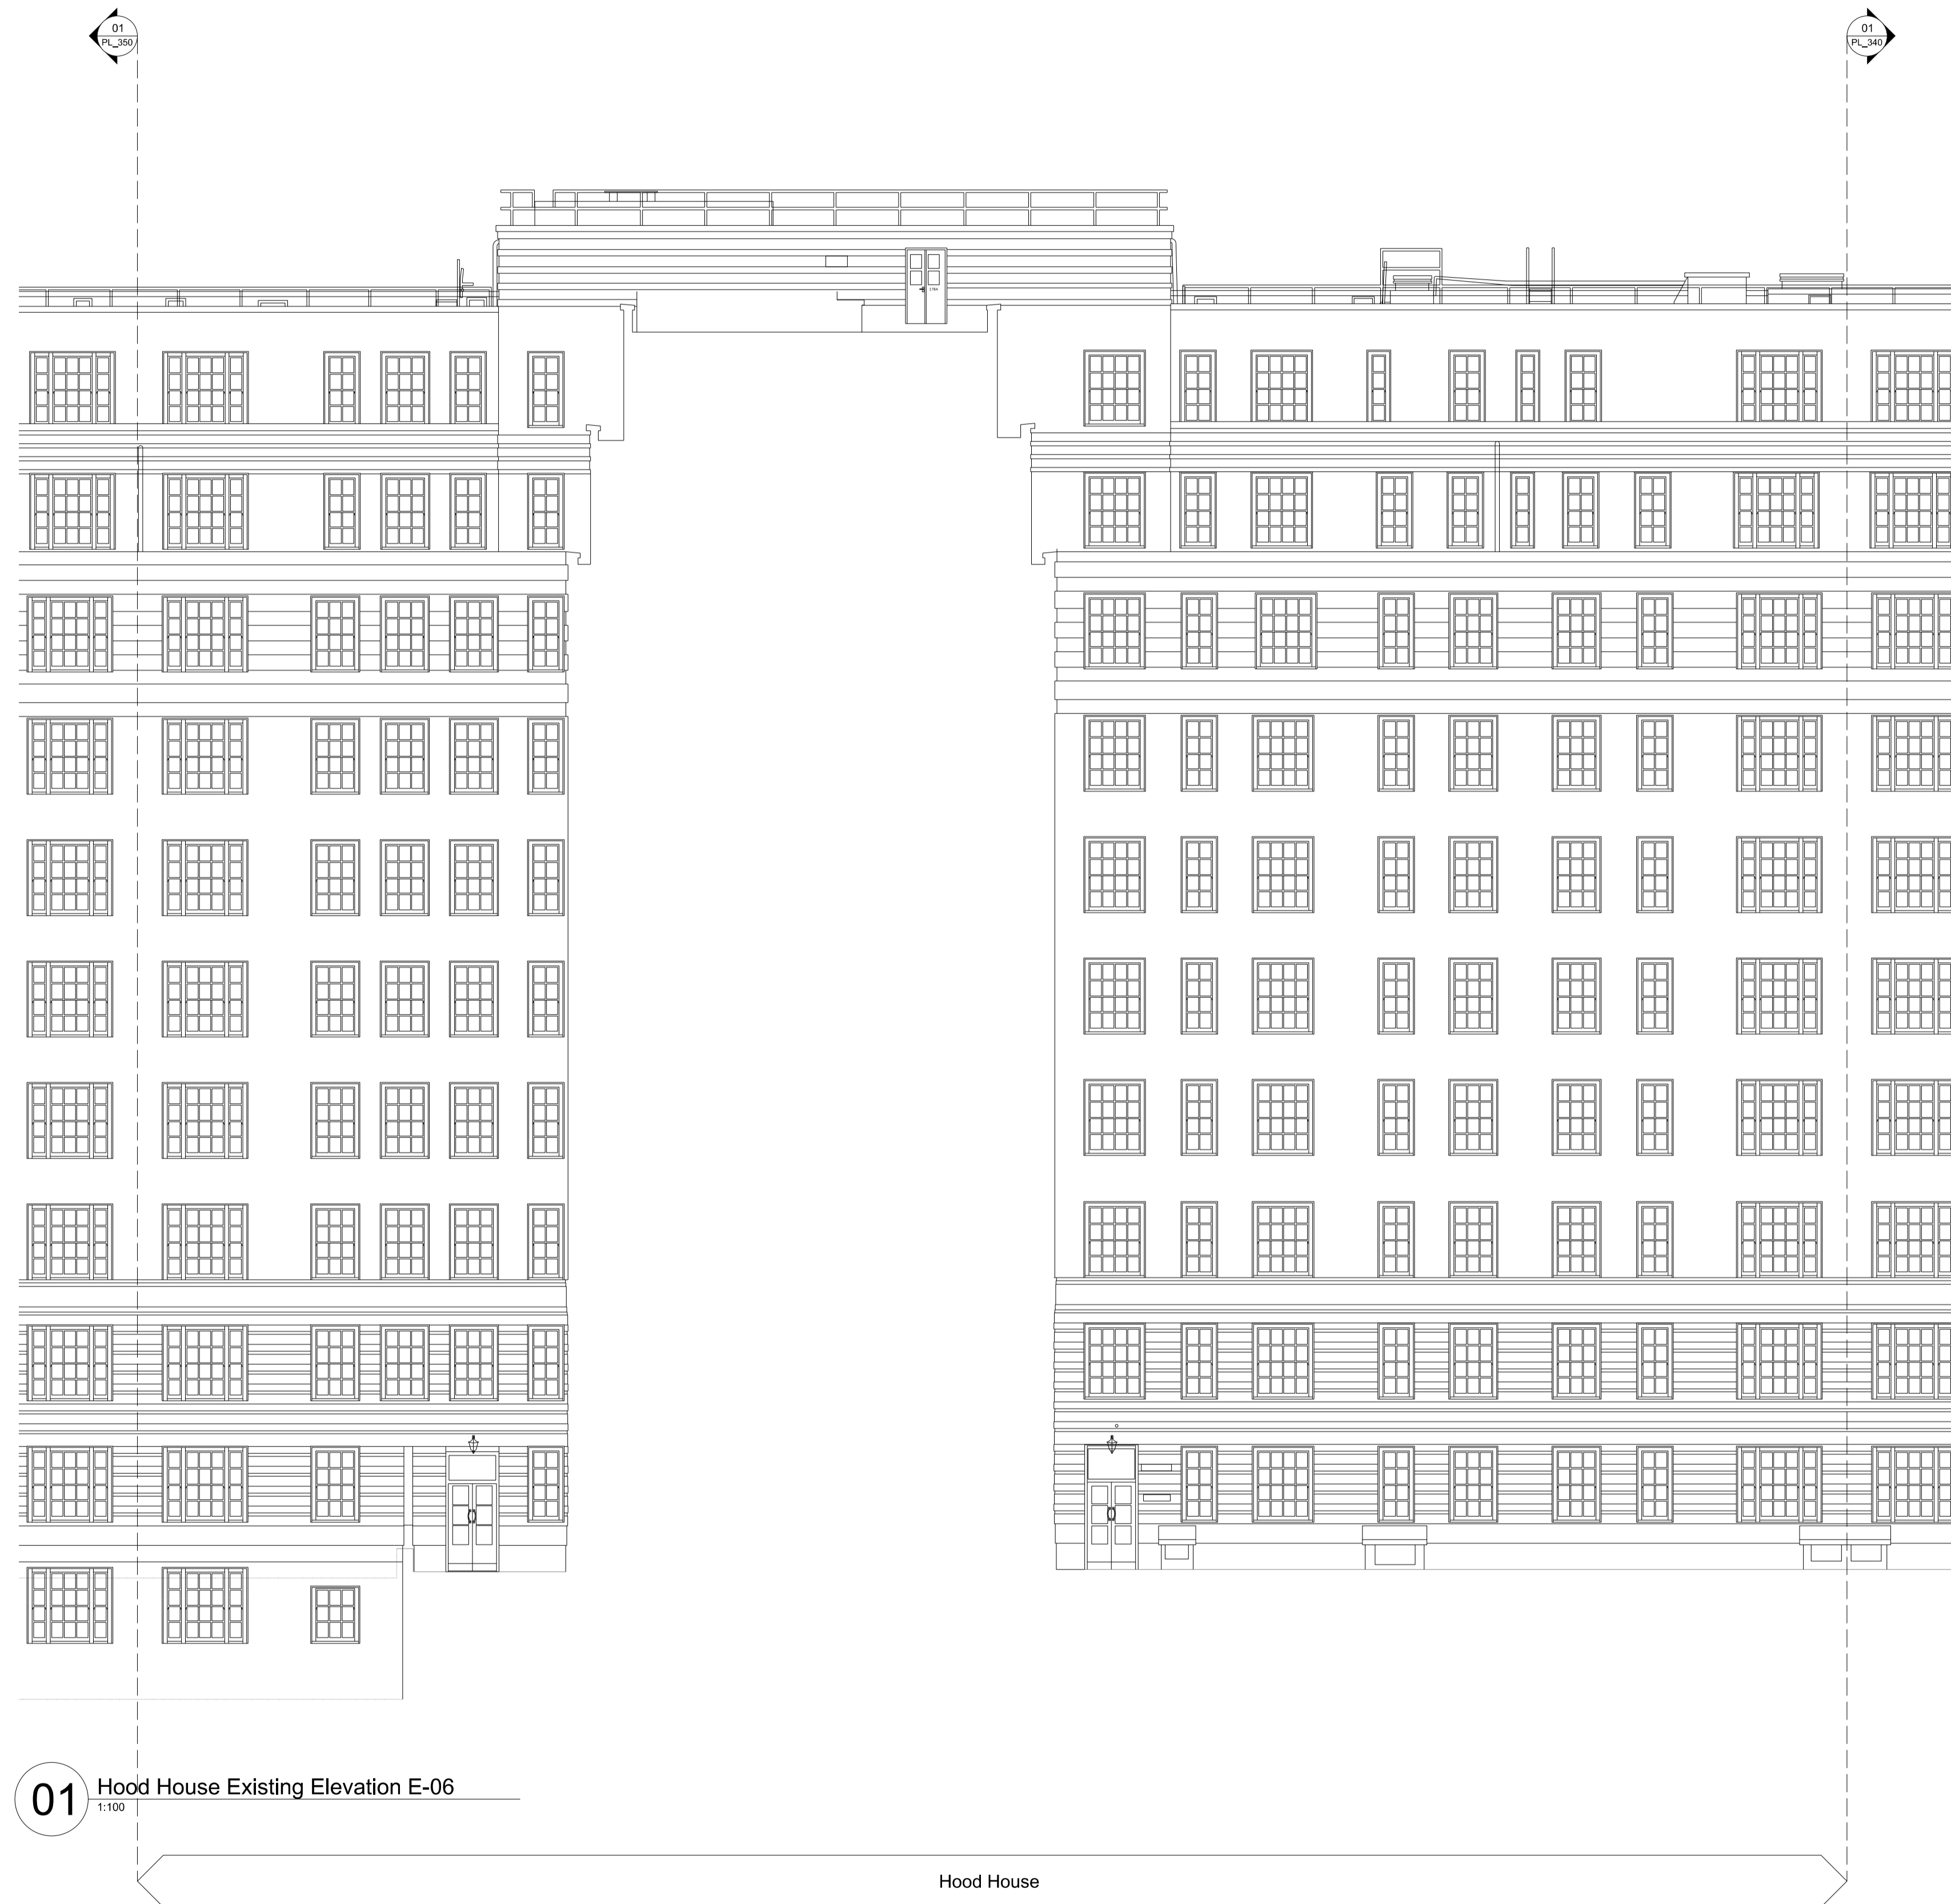 01
PL_350
01
PL_340
01
Hood House Existing Elevation E-06
1:100
Hood House